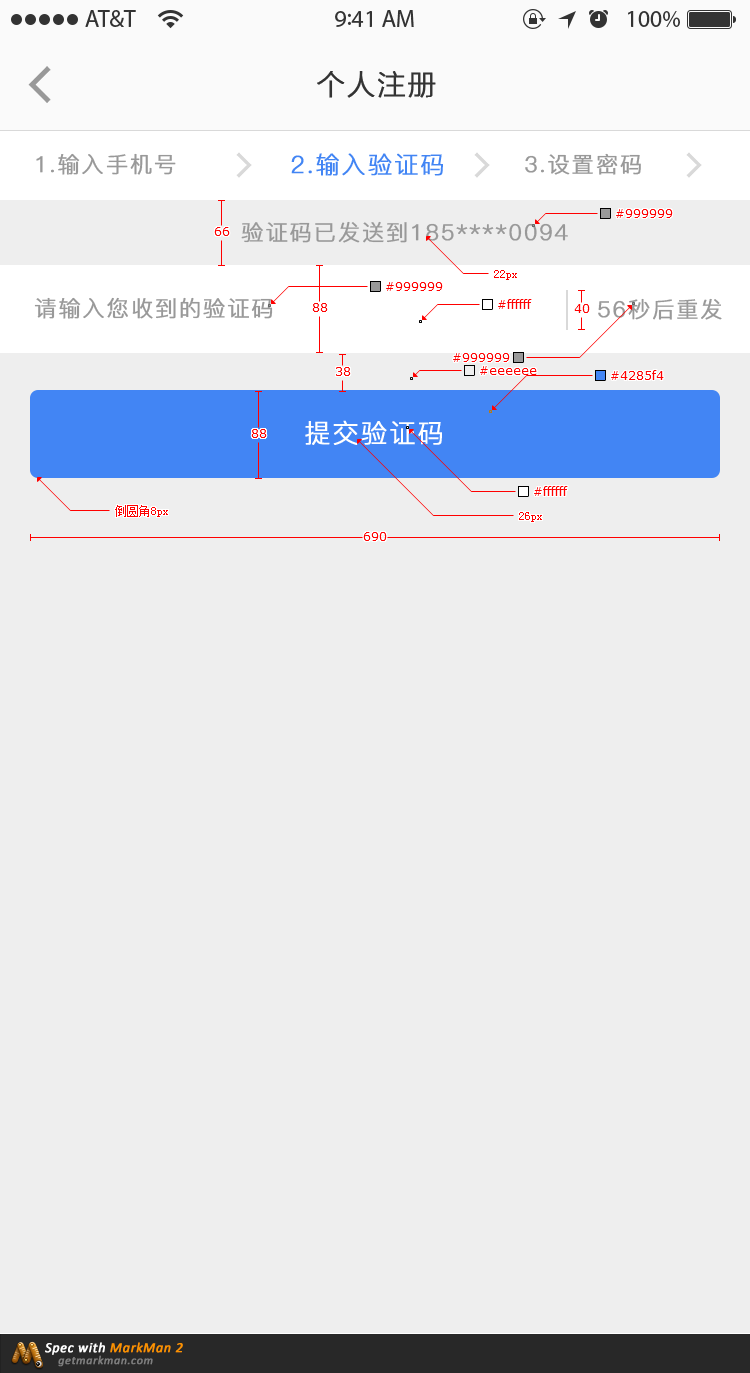 AT&T 9:41 AM 100%
个人注册
1.输入手机号 2.输入验证码 3.设置密码
#999999
66 验证码已发送到185****0094
22px
#999999
请输入您收到的验证码 88 #ffffff 40 56秒后重发
#999999
38 #eeeeee #4285f4
88 提交验证码
#ffffff
倒圆角8px 26px
690
Spec with MarkMan 2
getmarkman.com